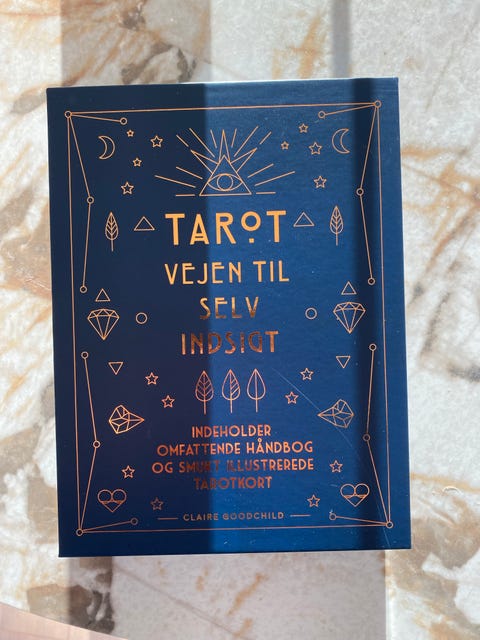 TAROT
VEJEN TIL
SELV
INDSIGT
INDEHOLDER
OMFATTENDE HÅNDBOG
OG SMUKT ILLUSTREREDE
TAROTKORT
CLAIRE GOODCHILD